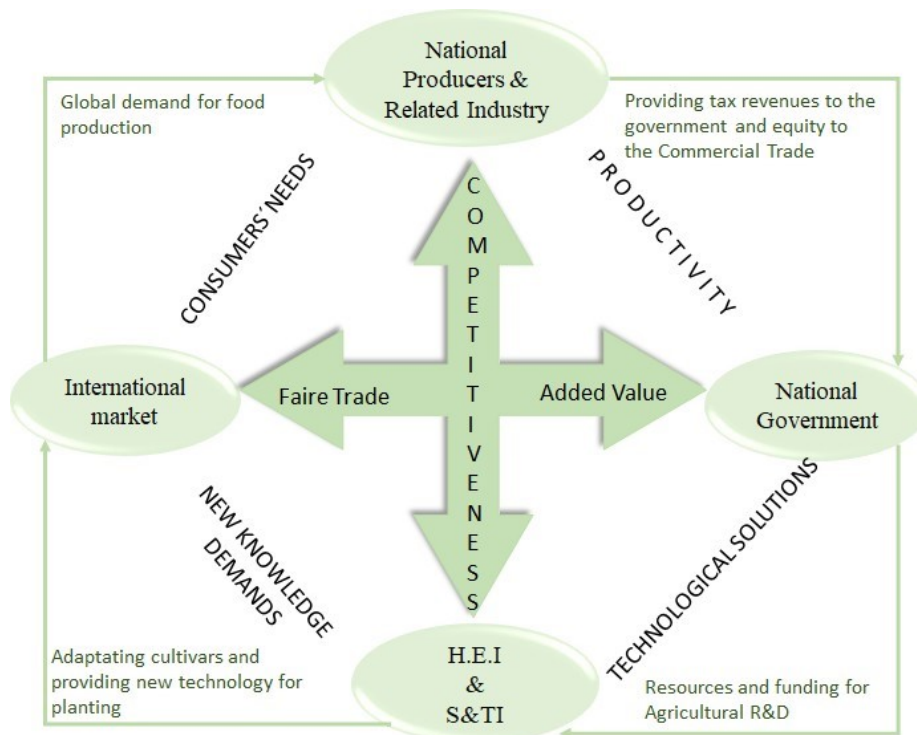 National
Producers &
Related Industry
Global demand for food
production
Providing tax revenues to the
government and equity to
the Commercial Trade
CONSUMERS´NEEDS
PRODUCTIVITY
COMPETITIVENESS
International
market
Faire Trade
Added Value
National
Government
NEW KNOWLEDGE
DEMANDS
TECHNOLOGICAL SOLUTIONS
Adaptating cultivars and
providing new technology for
planting
H.E.I
&
S&TI
Resources and funding for
Agricultural R&D